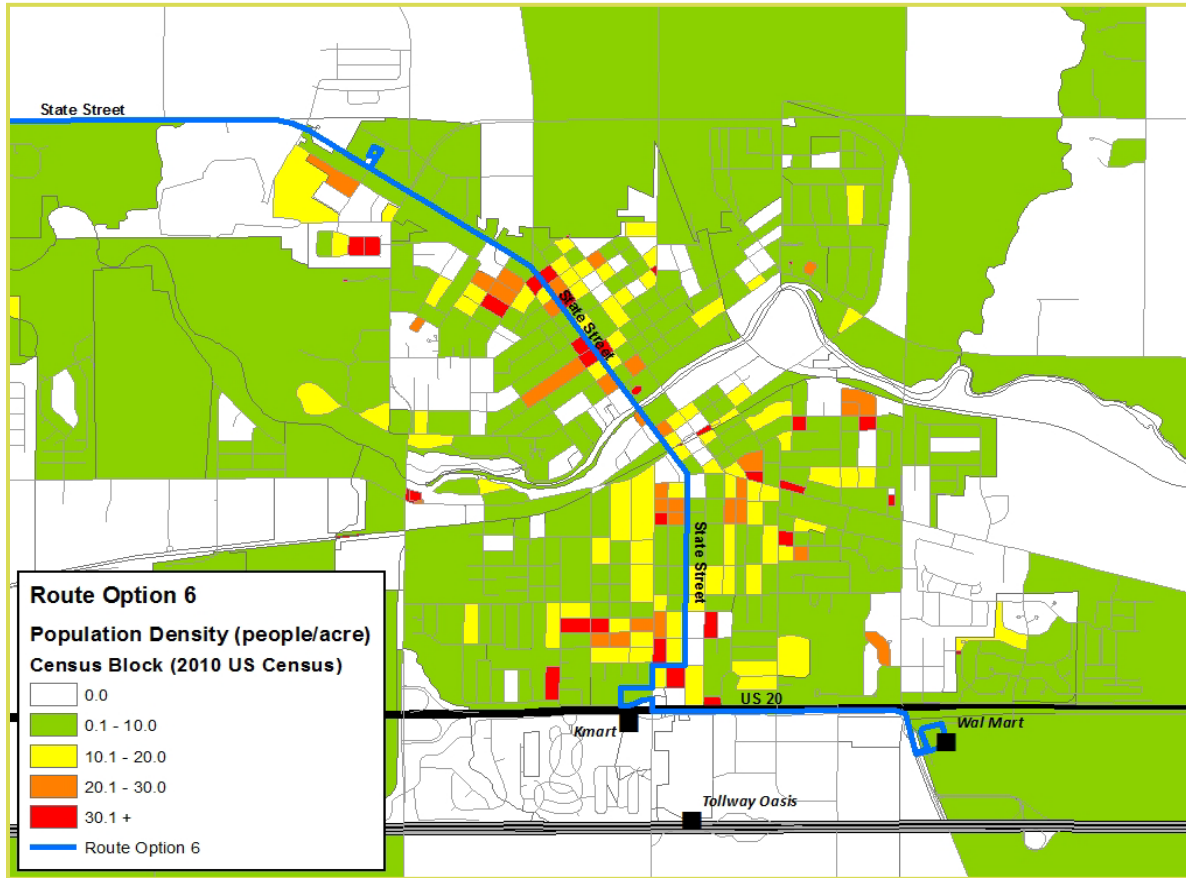 State Street
State Street
State Street
US 20
Kmart
Wal Mart
Tollway Oasis
Route Option 6
Population Density (people/acre)
Census Block (2010 US Census)
0.0
0.1 - 10.0
10.1 - 20.0
20.1 - 30.0
30.1 +
Route Option 6